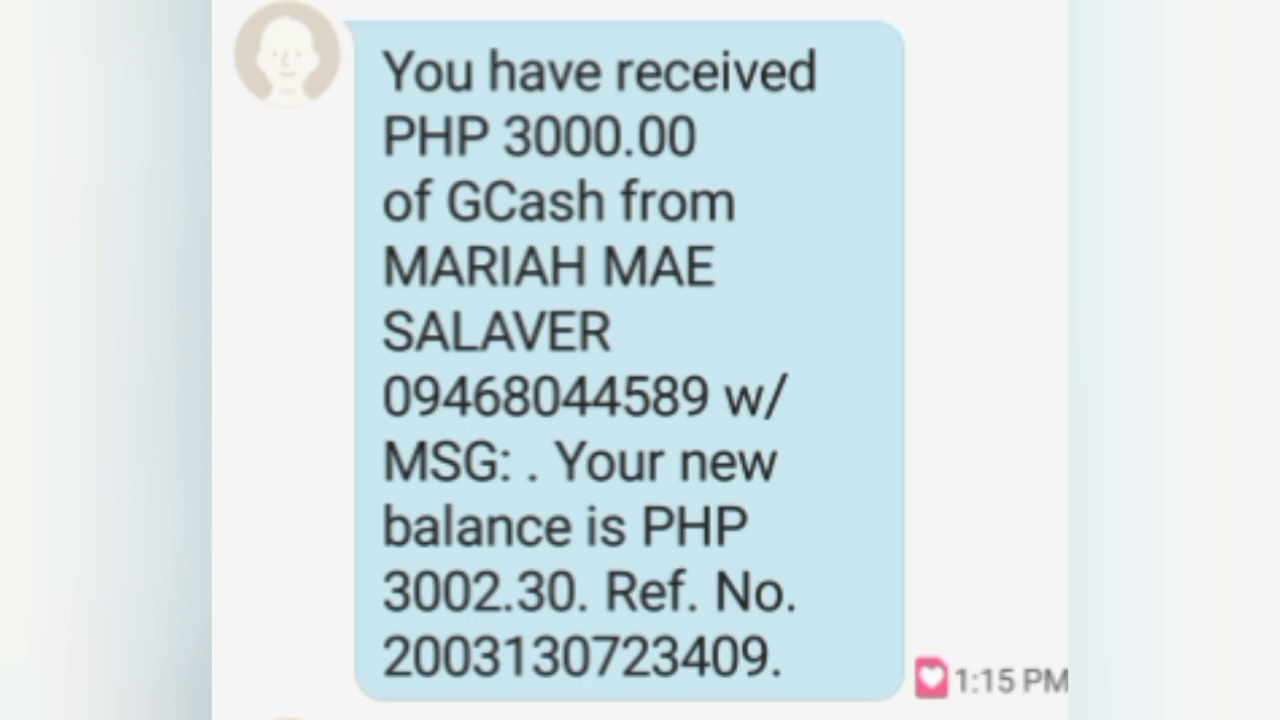 You have received
PHP 3000.00
of GCash from
MARIAH MAE
SALAVER
09468044589 w/
MSG: . Your new
balance is PHP
3002.30. Ref. No.
2003130723409.
1:15 PM